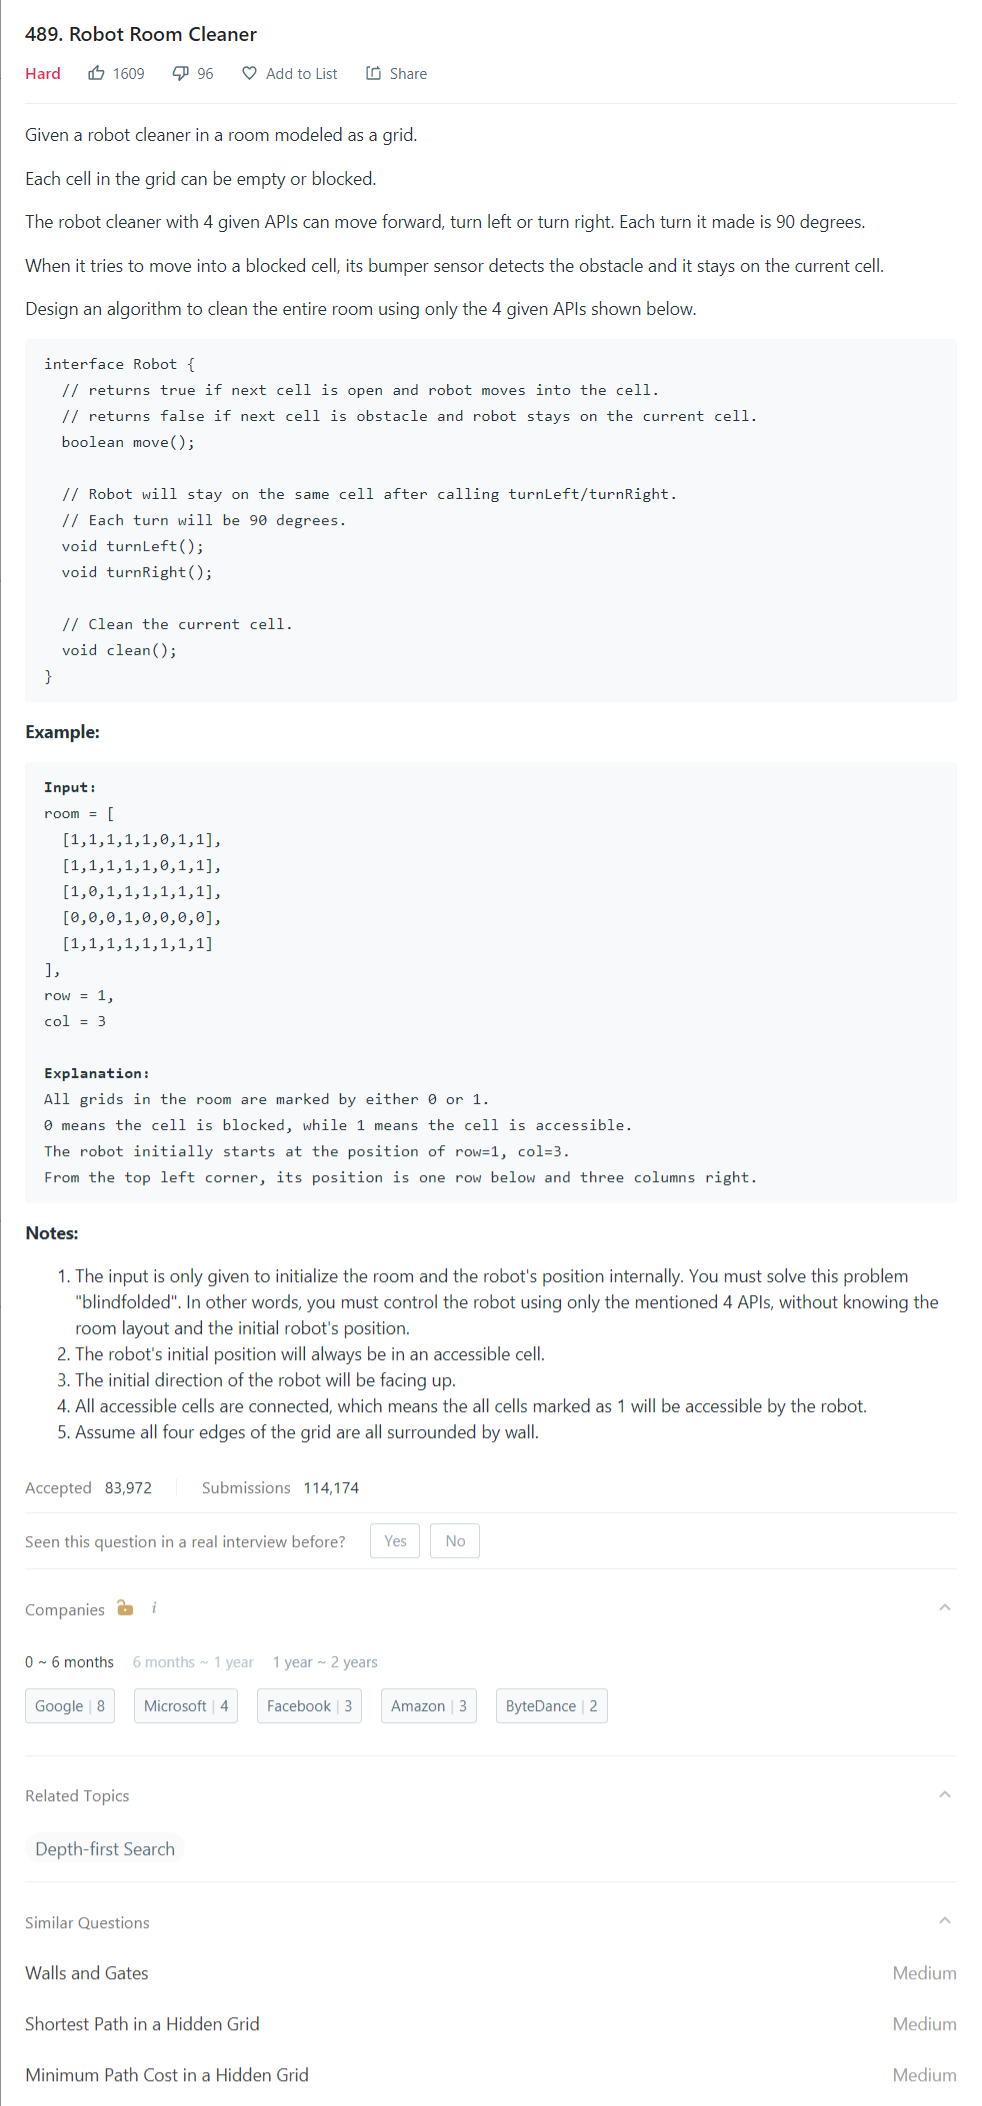 489. Robot Room Cleaner
Hard 1609 96 Add to List Share
Given a robot cleaner in a room modeled as a grid.
Each cell in the grid can be empty or blocked.
The robot cleaner with 4 given APIs can move forward, turn left or turn right. Each turn it made is 90 degrees.
When it tries to move into a blocked cell, its bumper sensor detects the obstacle and it stays on the current cell.
Design an algorithm to clean the entire room using only the 4 given APIs shown below.
interface Robot {
  // returns true if next cell is open and robot moves into the cell.
  // returns false if next cell is obstacle and robot stays on the current cell.
  boolean move();
  // Robot will stay on the same cell after calling turnLeft/turnRight.
  // Each turn will be 90 degrees.
  void turnLeft();
  void turnRight();
  // Clean the current cell.
  void clean();
}
Example:
Input:
room = [
  [1,1,1,1,1,0,1,1],
  [1,1,1,1,1,0,1,1],
  [1,0,1,1,1,1,1,1],
  [0,0,0,1,0,0,0,0],
  [1,1,1,1,1,1,1,1]
],
row = 1,
col = 3
Explanation:
All grids in the room are marked by either 0 or 1.
0 means the cell is blocked, while 1 means the cell is accessible.
The robot initially starts at the position of row=1, col=3.
From the top left corner, its position is one row below and three columns right.
Notes:
1. The input is only given to initialize the room and the robot's position internally. You must solve this problem
"blindfolded". In other words, you must control the robot using only the mentioned 4 APIs, without knowing the
room layout and the initial robot's position.
2. The robot's initial position will always be in an accessible cell.
3. The initial direction of the robot will be facing up.
4. All accessible cells are connected, which means the all cells marked as 1 will be accessible by the robot.
5. Assume all four edges of the grid are all surrounded by wall.
Accepted 83,972 Submissions 114,174
Seen this question in a real interview before? Yes No
Companies i
0 ~ 6 months 6 months ~ 1 year 1 year ~ 2 years
Google | 8 Microsoft | 4 Facebook | 3 Amazon | 3 ByteDance | 2
Related Topics
Depth-first Search
Similar Questions
Walls and Gates Medium
Shortest Path in a Hidden Grid Medium
Minimum Path Cost in a Hidden Grid Medium